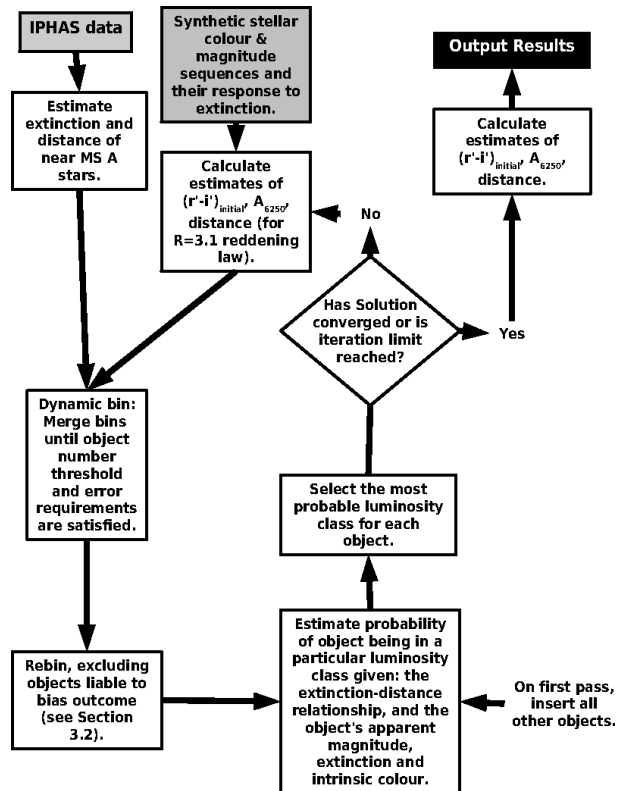 IPHAS data
Synthetic stellar
colour &
magnitude
sequences and
their response to
extinction.
Output Results
Estimate
extinction and
distance of
near MS A
stars.
Calculate
estimates of
(r'-i')initial, A6250,
distance (for
R=3.1 reddening
law).
Calculate
estimates of
(r'-i')initial, A6250,
distance.
No
Has Solution
converged or is
iteration limit
reached?
Yes
Dynamic bin:
Merge bins
until object
number
threshold
and error
requirements
are satisfied.
Select the most
probable luminosity
class for each
object.
Rebin, excluding
objects liable to
bias outcome
(see Section
3.2).
Estimate probability
of object being in a
particular luminosity
class given: the
extinction-distance
relationship, and the
object's apparent
magnitude,
extinction and
intrinsic colour.
On first pass,
insert all
other objects.